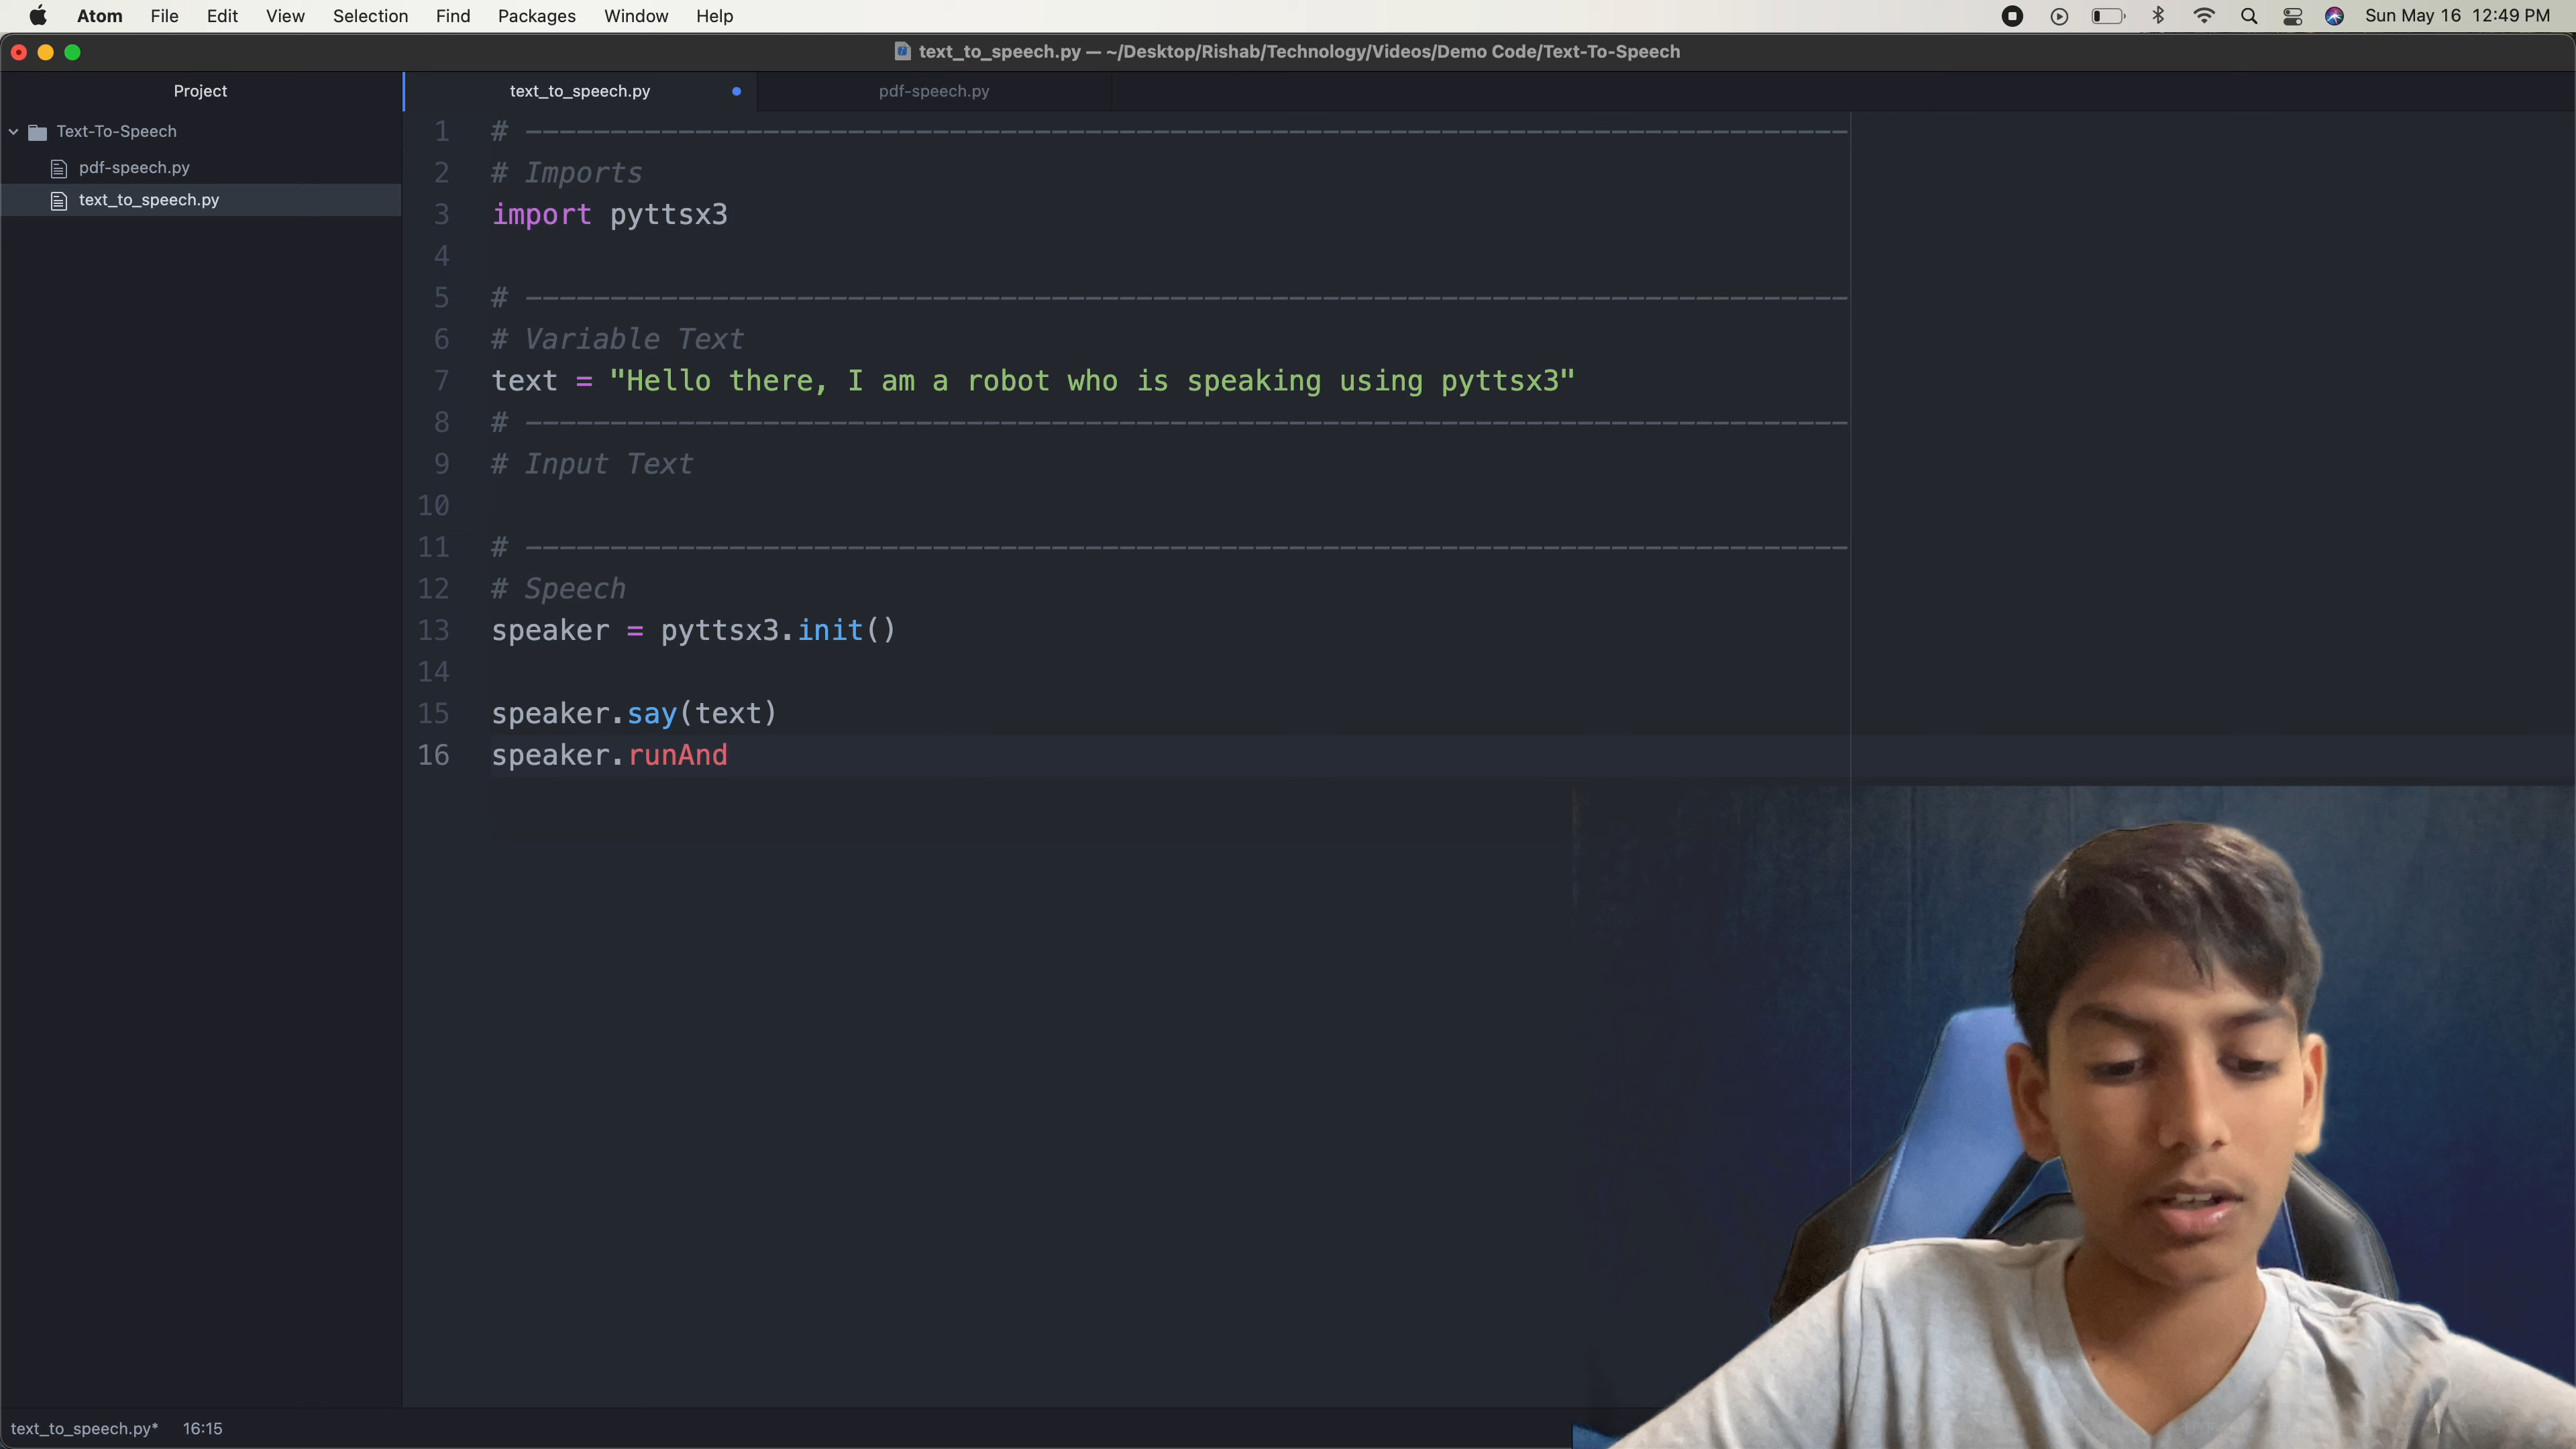 Atom File Edit View Selection Find Packages Window Help Sun May 16 12:49 PM
text_to_speech.py — ~/Desktop/Rishab/Technology/Videos/Demo Code/Text-To-Speech
Project text_to_speech.py pdf-speech.py
Text-To-Speech
pdf-speech.py
text_to_speech.py
1 # -------------------------------------------------------------------------------
2 # Imports
3 import pyttsx3
4
5 # -------------------------------------------------------------------------------
6 # Variable Text
7 text = "Hello there, I am a robot who is speaking using pyttsx3"
8 # -------------------------------------------------------------------------------
9 # Input Text
10
11 # -------------------------------------------------------------------------------
12 # Speech
13 speaker = pyttsx3.init()
14
15 speaker.say(text)
16 speaker.runAnd
text_to_speech.py* 16:15